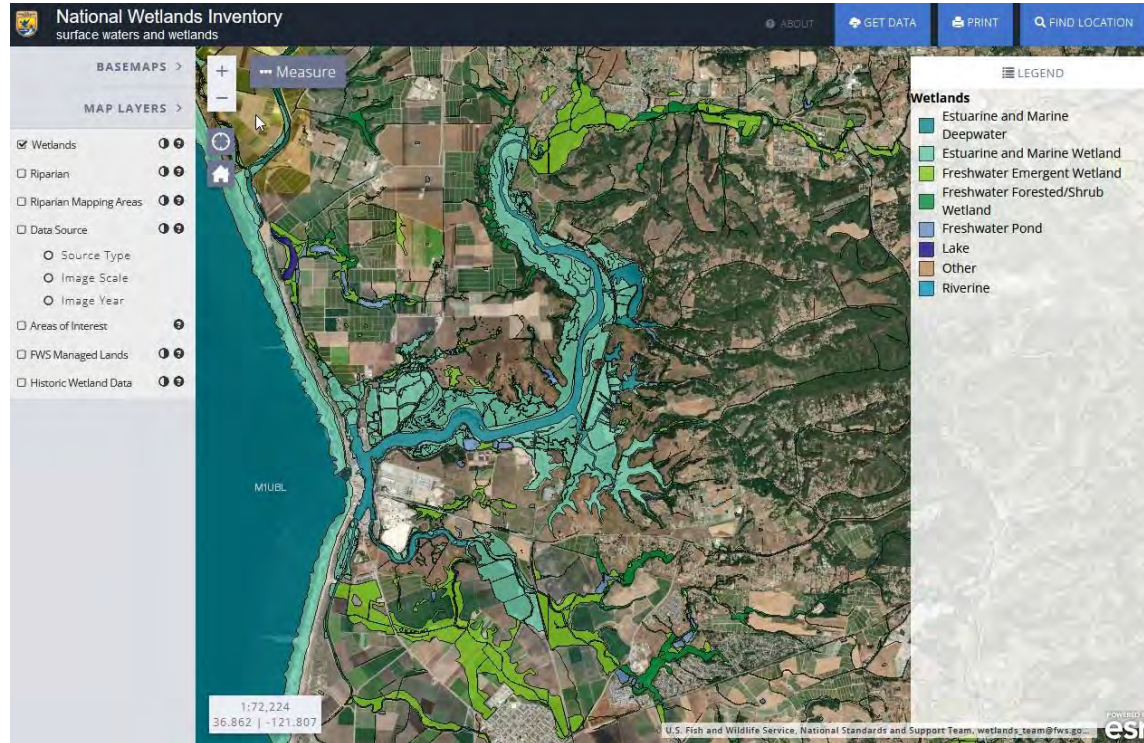 National Wetlands Inventory
surface waters and wetlands
ABOUT
GET DATA
PRINT
FIND LOCATION
BASEMAPS >
MAP LAYERS >
Wetlands
Riparian
Riparian Mapping Areas
Data Source
Source Type
Image Scale
Image Year
Areas of Interest
FWS Managed Lands
Historic Wetland Data
+
Measure
−
M1UBL
1:72,224
36.862 | -121.807
LEGEND
Wetlands
Estuarine and Marine
Deepwater
Estuarine and Marine Wetland
Freshwater Emergent Wetland
Freshwater Forested/Shrub
Wetland
Freshwater Pond
Lake
Other
Riverine
U.S. Fish and Wildlife Service, National Standards and Support Team, wetlands_team@fws.go...
POWERED
esr